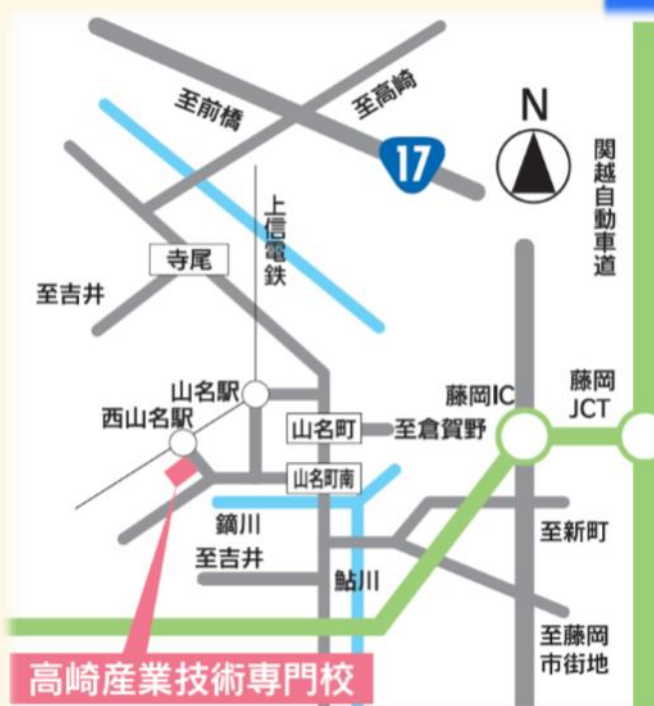 至前橋
至高崎
17
N
関越自動車道
上信電鉄
寺尾
至吉井
山名駅
西山名駅
山名町
至倉賀野
藤岡IC
藤岡
JCT
山名町南
鏑川
至吉井
鮎川
至新町
至藤岡
市街地
高崎産業技術専門校